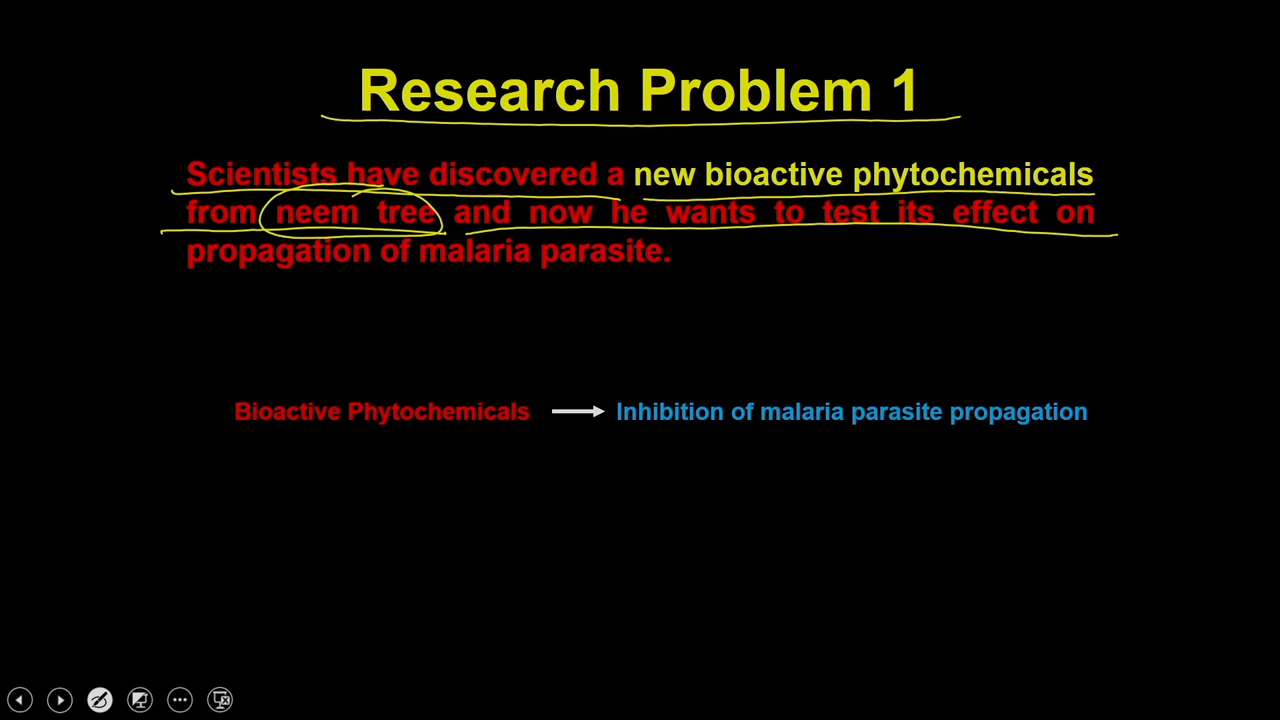 Research Problem 1
Scientists have discovered a new bioactive phytochemicals
from neem tree and now he wants to test its effect on
propagation of malaria parasite.
Bioactive Phytochemicals Inhibition of malaria parasite propagation